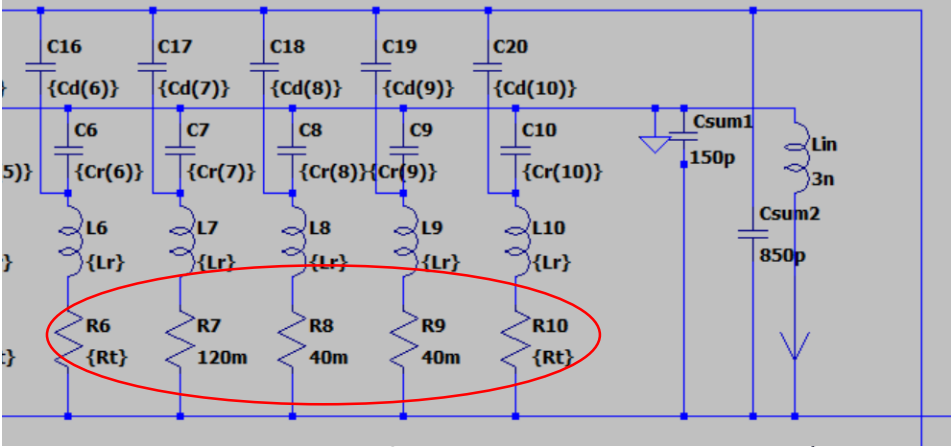 C16 C17 C18 C19 C20
{Cd(6)} {Cd(7)} {Cd(8)} {Cd(9)} {Cd(10)}
Csum1
C6 C7 C8 C9 C10
Lin
150p
5)} {Cr(6)} {Cr(7)} {Cr(8)} {Cr(9)} {Cr(10)}
3n
Csum2
L6 L7 L8 L9 L10
850p
} {Lr} {Lr} {Lr} {Lr} {Lr}
R6 R7 R8 R9 R10
} {Rt} 120m 40m 40m {Rt}